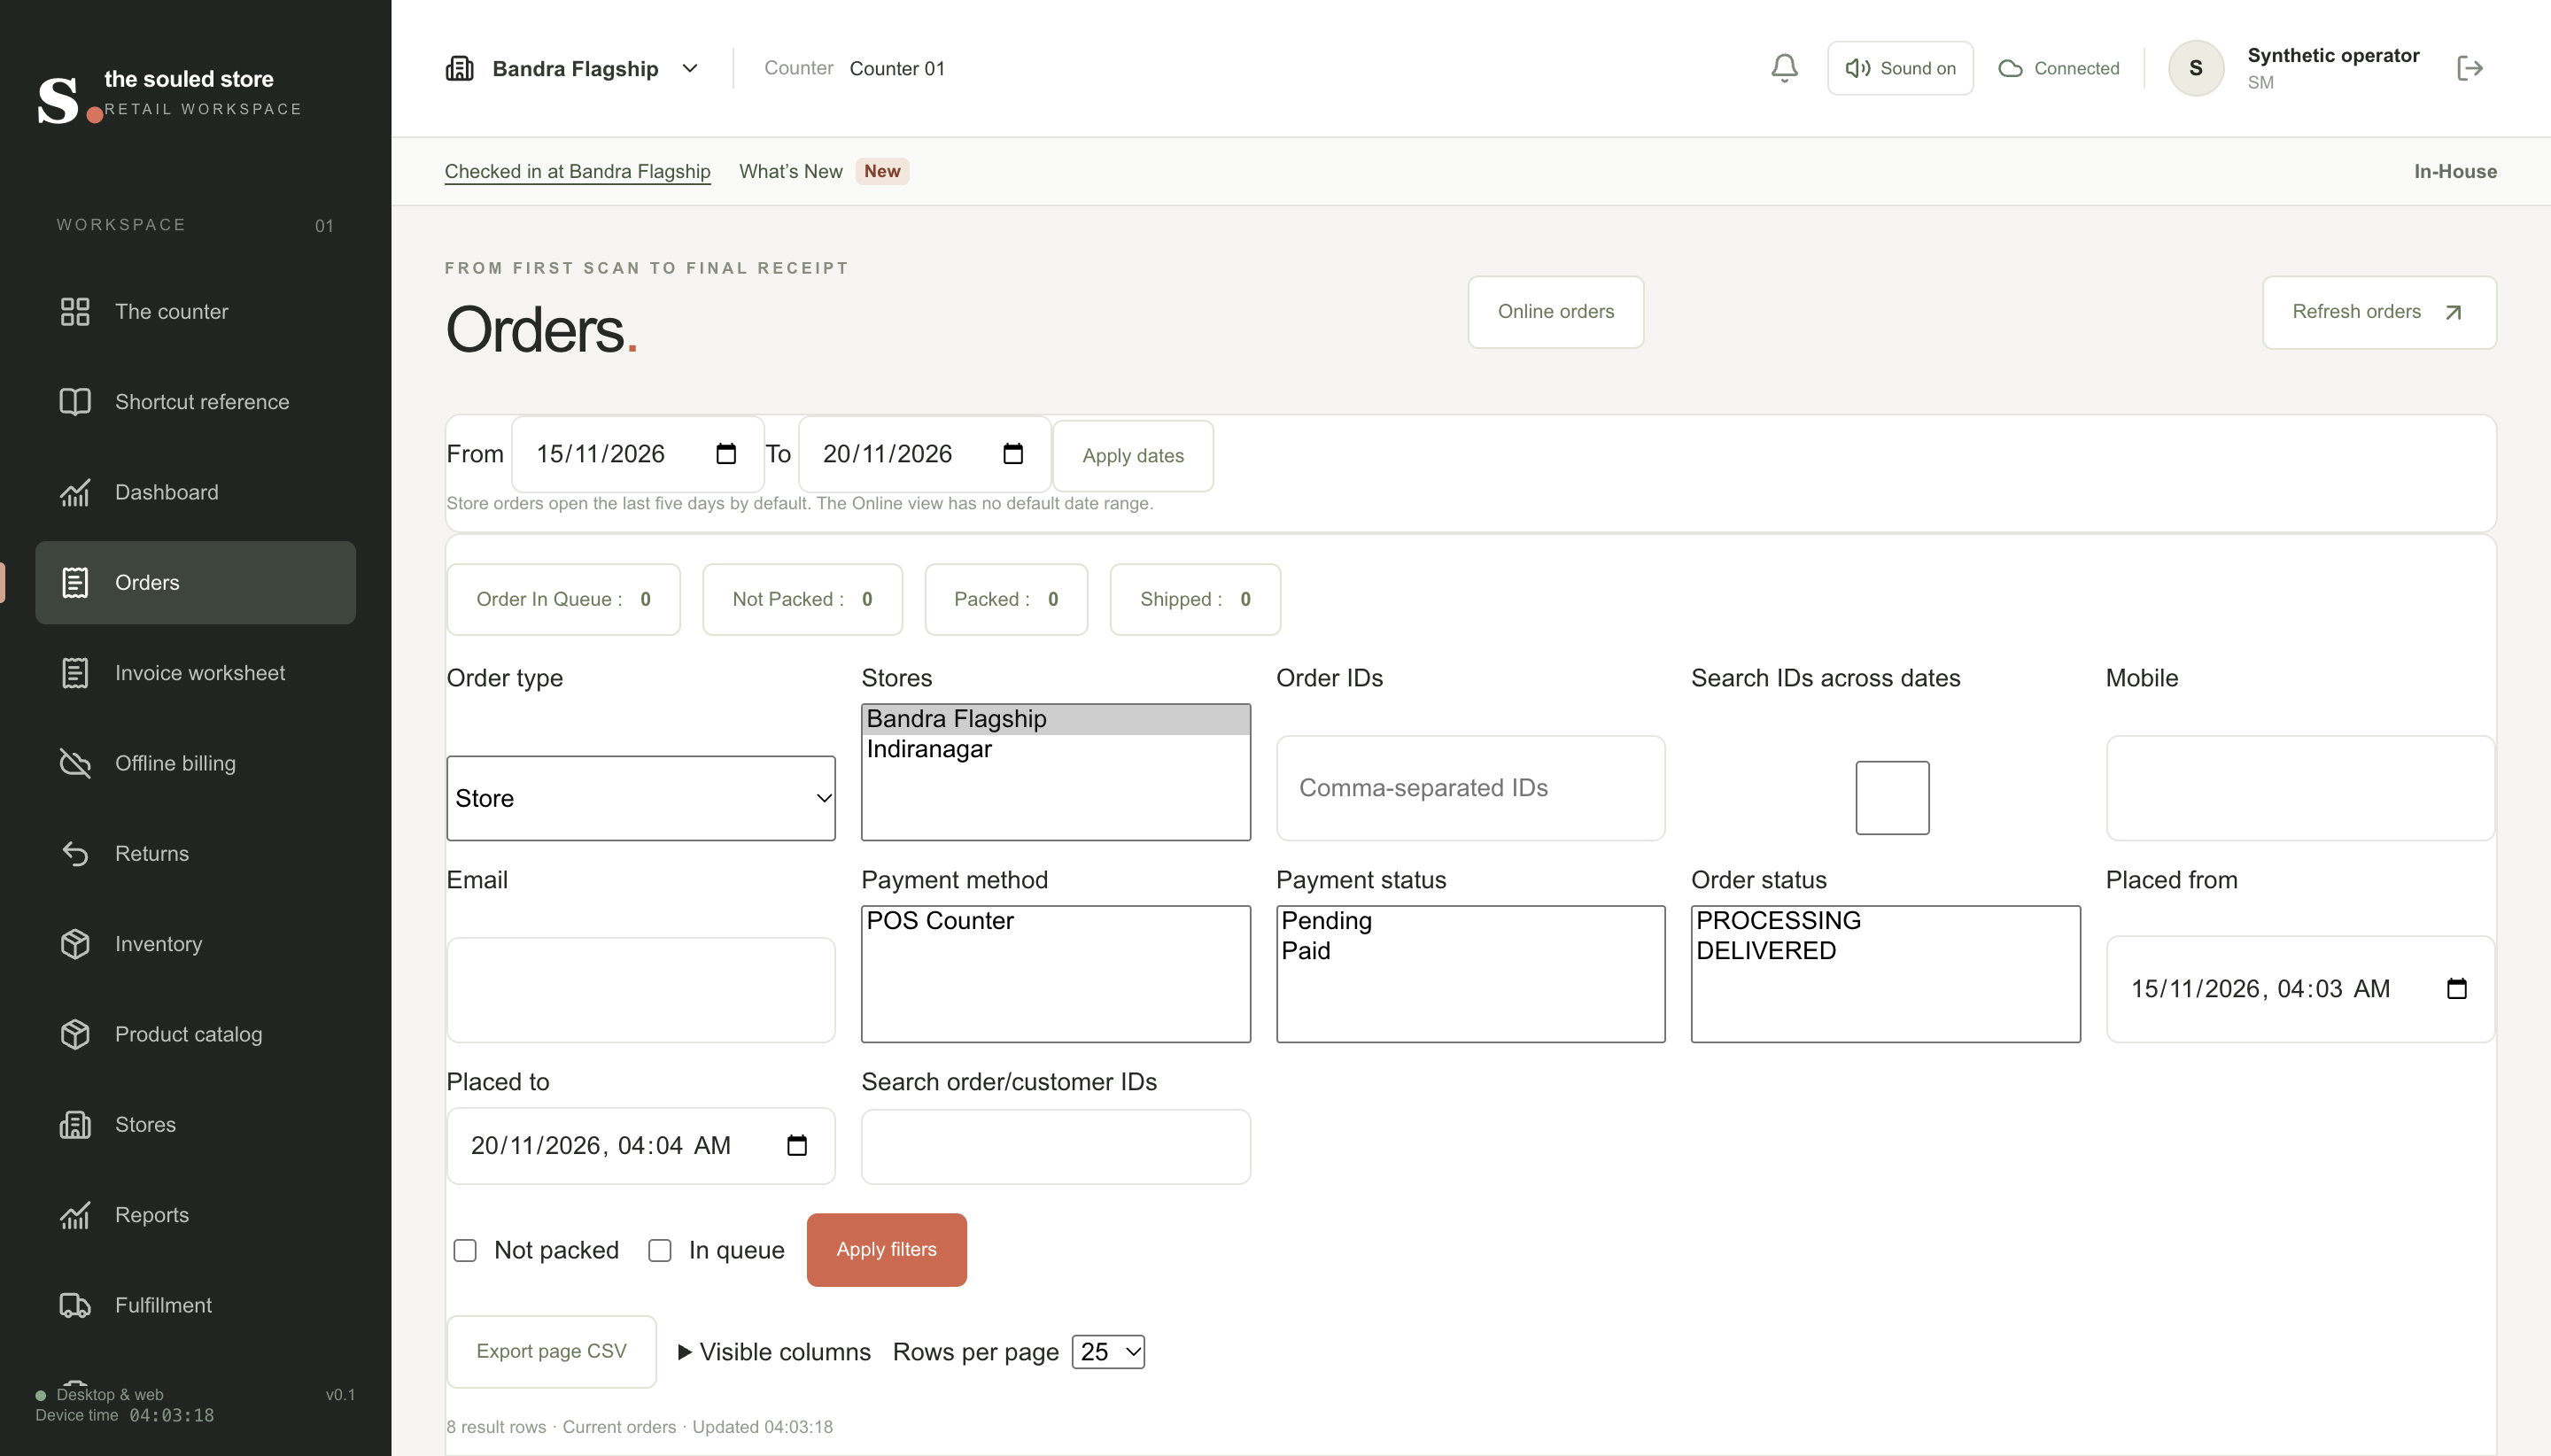 S.
the souled store
RETAIL WORKSPACE
WORKSPACE 01
The counter
Shortcut reference
Dashboard
Orders
Invoice worksheet
Offline billing
Returns
Inventory
Product catalog
Stores
Reports
Fulfillment
Desktop & web v0.1
Device time 04:03:18
Bandra Flagship
Counter Counter 01
Sound on
Connected
S
Synthetic operator
SM
Checked in at Bandra Flagship What's New New
In-House
FROM FIRST SCAN TO FINAL RECEIPT
Orders.
Online orders
Refresh orders
From 15/11/2026 To 20/11/2026 Apply dates
Store orders open the last five days by default. The Online view has no default date range.
Order In Queue : 0 Not Packed : 0 Packed : 0 Shipped : 0
Order type
Store
Stores
Bandra Flagship
Indiranagar
Order IDs
Comma-separated IDs
Search IDs across dates
Mobile
Email
Payment method
POS Counter
Payment status
Pending
Paid
Order status
PROCESSING
DELIVERED
Placed from
15/11/2026, 04:03 AM
Placed to
20/11/2026, 04:04 AM
Search order/customer IDs
Not packed In queue Apply filters
Export page CSV Visible columns Rows per page 25
8 result rows · Current orders · Updated 04:03:18